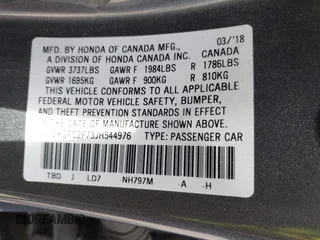 MFD. BY HONDA OF CANADA MFG., 03/'18
A DIVISION OF HONDA CANADA INC. CANADA
GVWR 3737LBS GAWR F 1984LBS R 1786LBS
GVWR 1695KG GAWR F 900KG R 810KG
THIS VEHICLE CONFORMS TO ALL APPLICABLE
FEDERAL MOTOR VEHICLE SAFETY, BUMPER,
AND THEFT PREVENTION STANDARDS IN EFFECT
ON THE DATE OF MANUFACTURE SHOWN ABOVE.
TYPE: PASSENGER CAR
TBD J LD7 NH797M A H